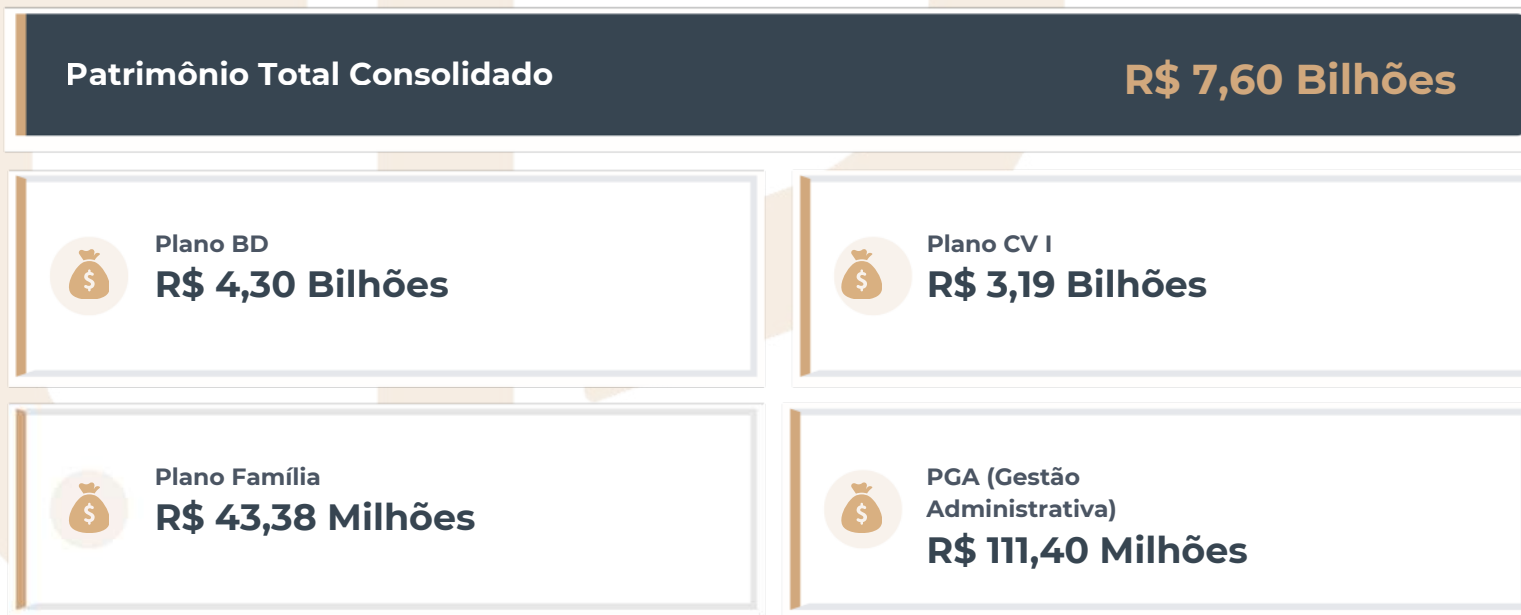 Patrimônio Total Consolidado
R$ 7,60 Bilhões
Plano BD
R$ 4,30 Bilhões
Plano CV I
R$ 3,19 Bilhões
Plano Família
R$ 43,38 Milhões
PGA (Gestão
Administrativa)
R$ 111,40 Milhões